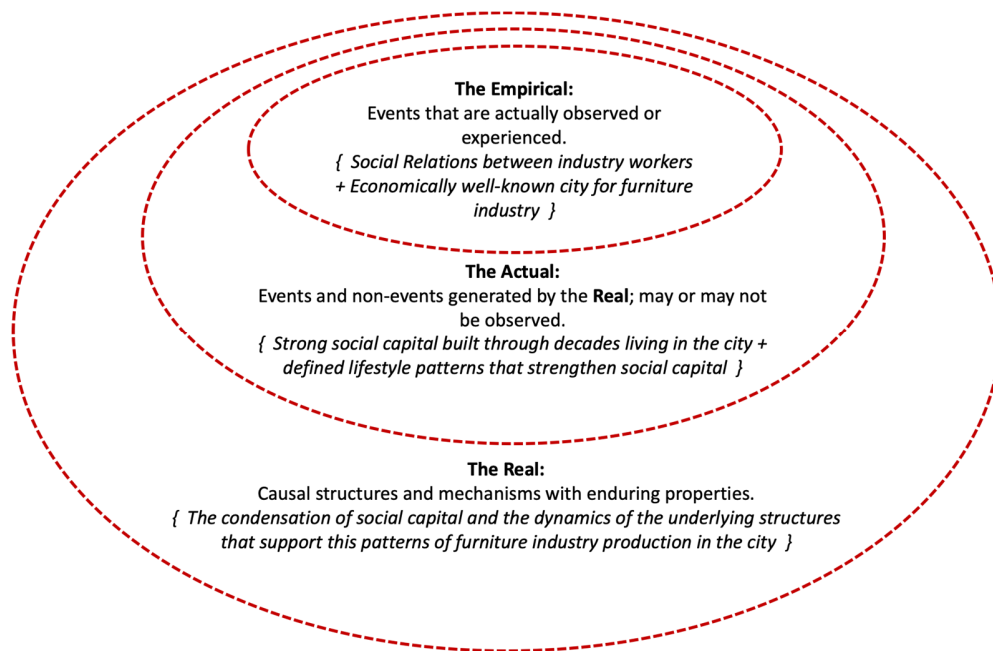 The Empirical:
Events that are actually observed or
experienced.
{ Social Relations between industry workers
+ Economically well-known city for furniture
industry }
The Actual:
Events and non-events generated by the Real; may or may not
be observed.
{ Strong social capital built through decades living in the city +
defined lifestyle patterns that strengthen social capital }
The Real:
Causal structures and mechanisms with enduring properties.
{ The condensation of social capital and the dynamics of the underlying structures
that support this patterns of furniture industry production in the city }